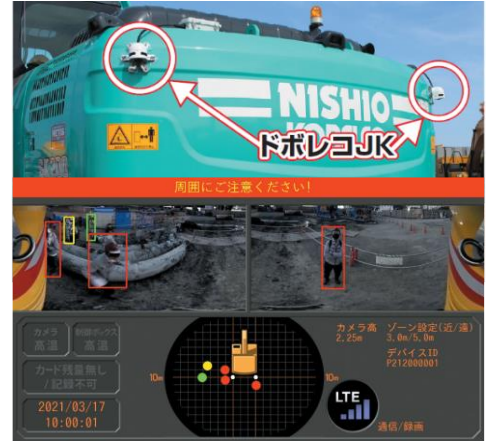 NISHIO
ドボレコJK
周囲にご注意ください!
カメラ
高温
制御ボックス
高温
カード残量無し
/記録不可
2021/03/17
10:00:01
10m
10m
カメラ高
2.25m
ゾーン設定(近/遠)
3.0m/5.0m
デバイスID
P212000001
LTE
通信/録画